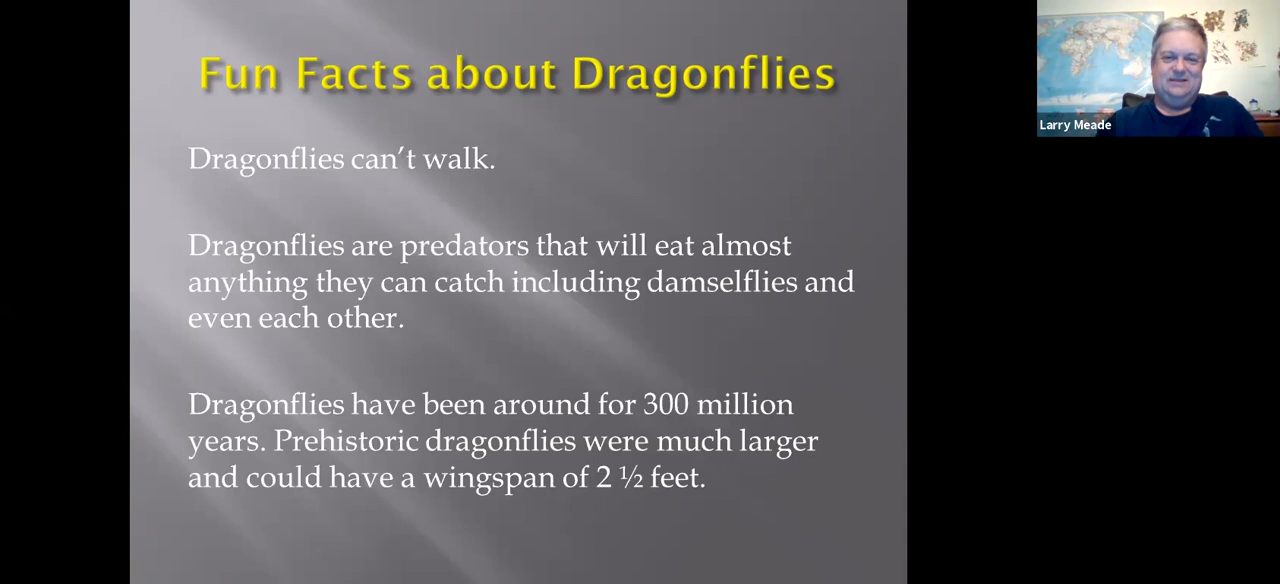 Fun Facts about Dragonflies
Larry Meade
Dragonflies can’t walk.
Dragonflies are predators that will eat almost
anything they can catch including damselflies and
even each other.
Dragonflies have been around for 300 million
years. Prehistoric dragonflies were much larger
and could have a wingspan of 2 ½ feet.